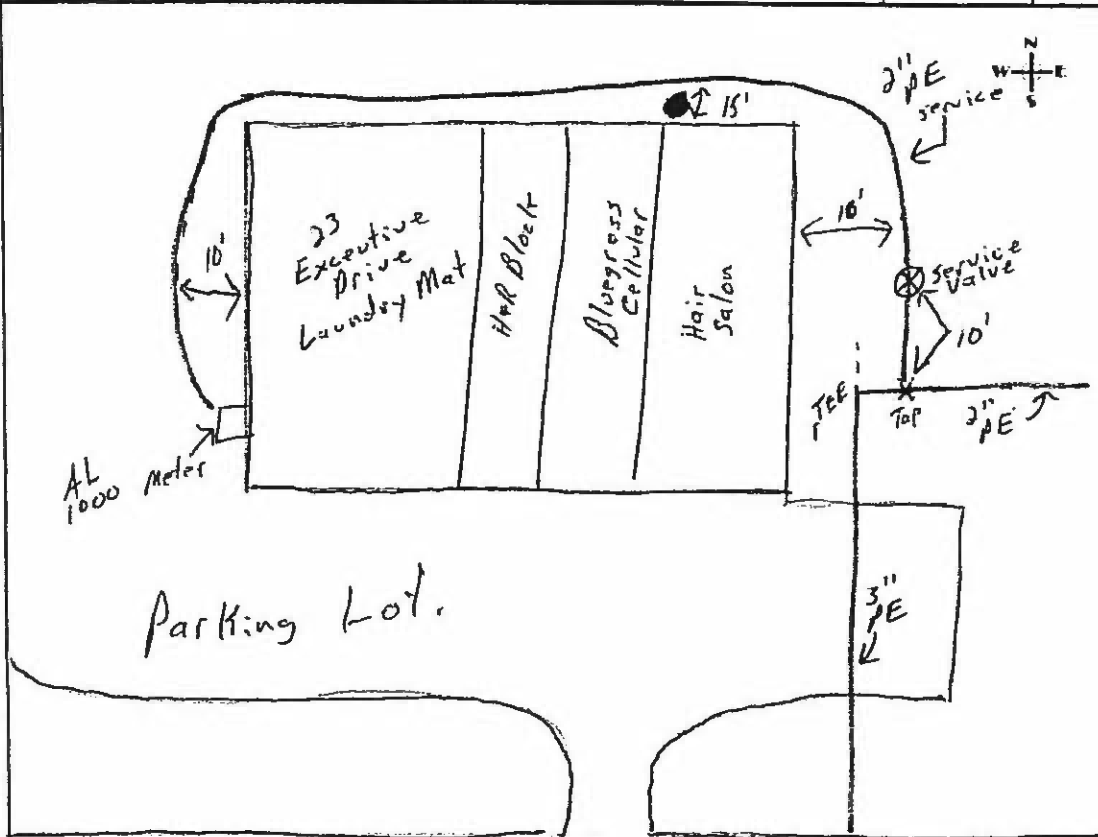 N
W E
S
2" PE
service
15'
10'
23
Executive
Drive
Laundry Mat
H&R Block
Bluegrass
Cellular
Hair
Salon
10'
Service
Valve
10'
TEE
Tap
2"
PE
AL
1000 Meter
Parking Lot.
3"
PE